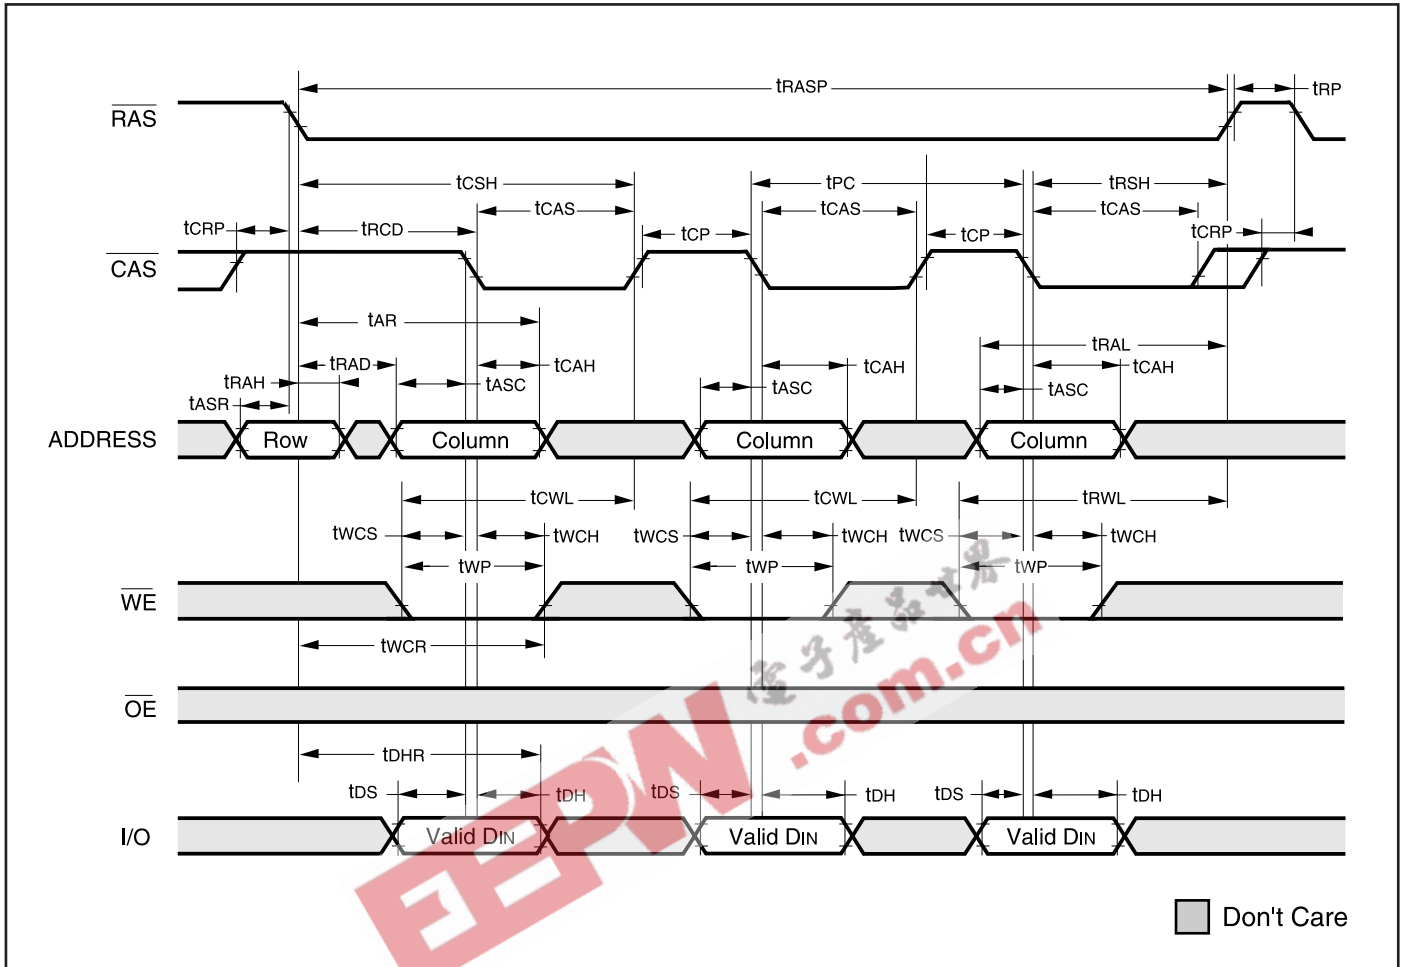 tRASP
tRP
RAS
tCSH
tPC
tRSH
tCAS
tCAS
tCAS
tCRP
tRCD
tCP
tCP
tCRP
CAS
tAR
tRAL
tRAD
tCAH
tCAH
tCAH
tRAH
tASC
tASC
tASC
tASR
ADDRESS
Row
Column
Column
Column
tCWL
tCWL
tRWL
tWCS
tWCH
tWCS
tWCH
tWCS
tWCH
tWP
tWP
tWP
WE
tWCR
OE
tDHR
tDS
tDH
tDS
tDH
tDS
tDH
I/O
Valid DIN
Valid DIN
Valid DIN
Don't Care
EEPW
電子產品世界
.com.cn